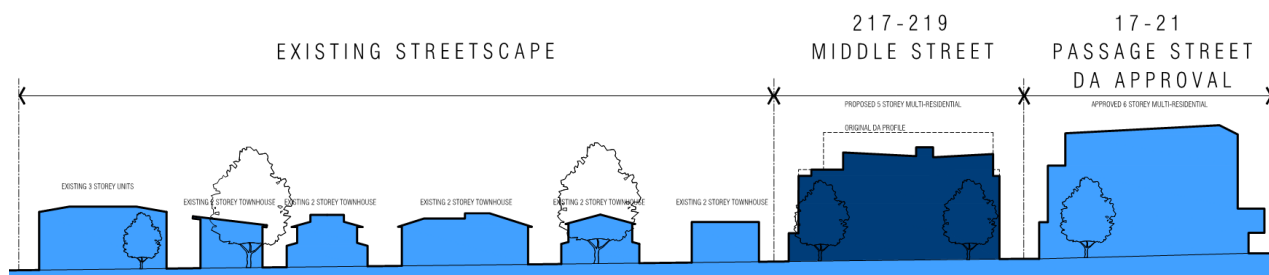 EXISTING STREETSCAPE
217-219
MIDDLE STREET
17-21
PASSAGE STREET
DA APPROVAL
PROPOSED 5 STOREY MULTI-RESIDENTIAL
APPROVED 6 STOREY MULTI-RESIDENTIAL
ORIGINAL DA PROFILE
EXISTING 3 STOREY UNITS
EXISTING 2 STOREY TOWNHOUSE
EXISTING 2 STOREY TOWNHOUSE
EXISTING 2 STOREY TOWNHOUSE
EXISTING 2 STOREY TOWNHOUSE
EXISTING 2 STOREY TOWNHOUSE